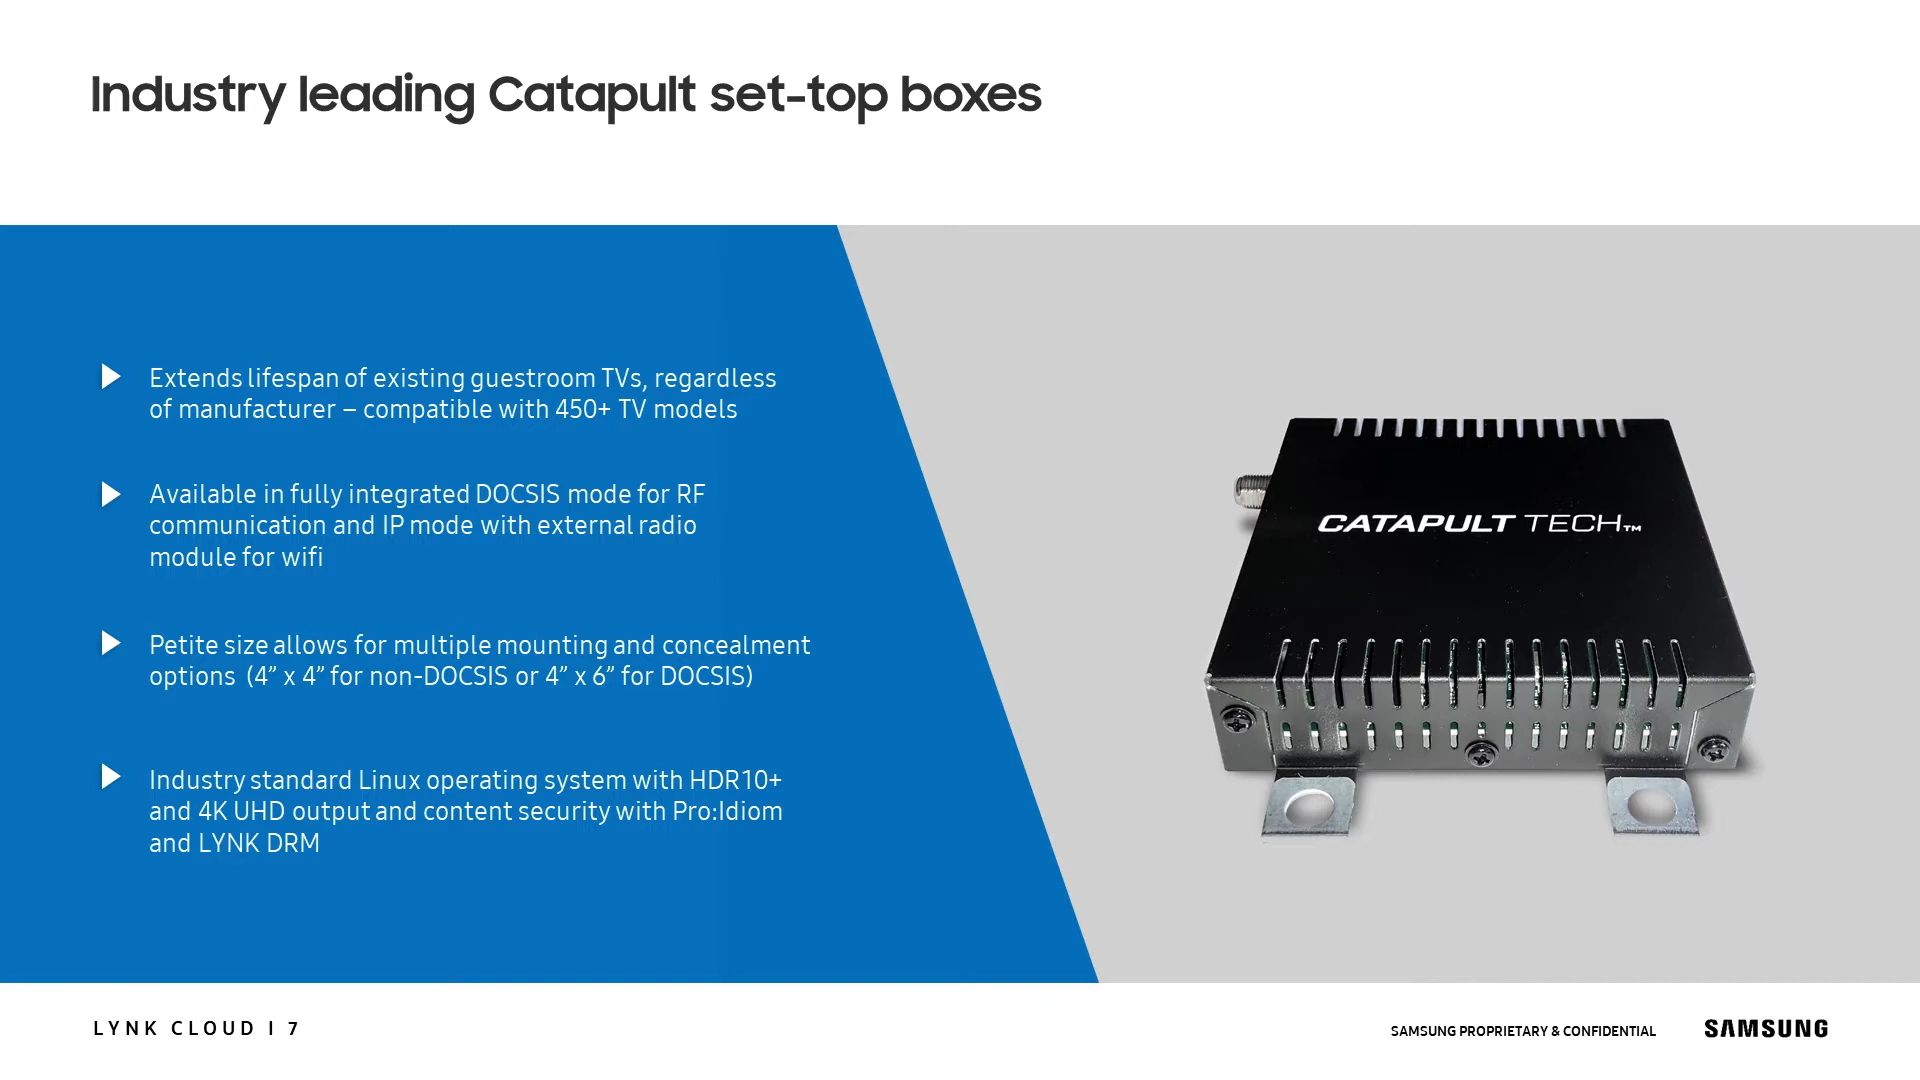 Industry leading Catapult set-top boxes
Extends lifespan of existing guestroom TVs, regardless
of manufacturer – compatible with 450+ TV models
Available in fully integrated DOCSIS mode for RF
communication and IP mode with external radio
module for wifi
Petite size allows for multiple mounting and concealment
options (4” x 4” for non-DOCSIS or 4” x 6” for DOCSIS)
Industry standard Linux operating system with HDR10+
and 4K UHD output and content security with Pro:Idiom
and LYNK DRM
CATAPULT TECH™
LYNK CLOUD I 7
SAMSUNG PROPRIETARY & CONFIDENTIAL
SAMSUNG